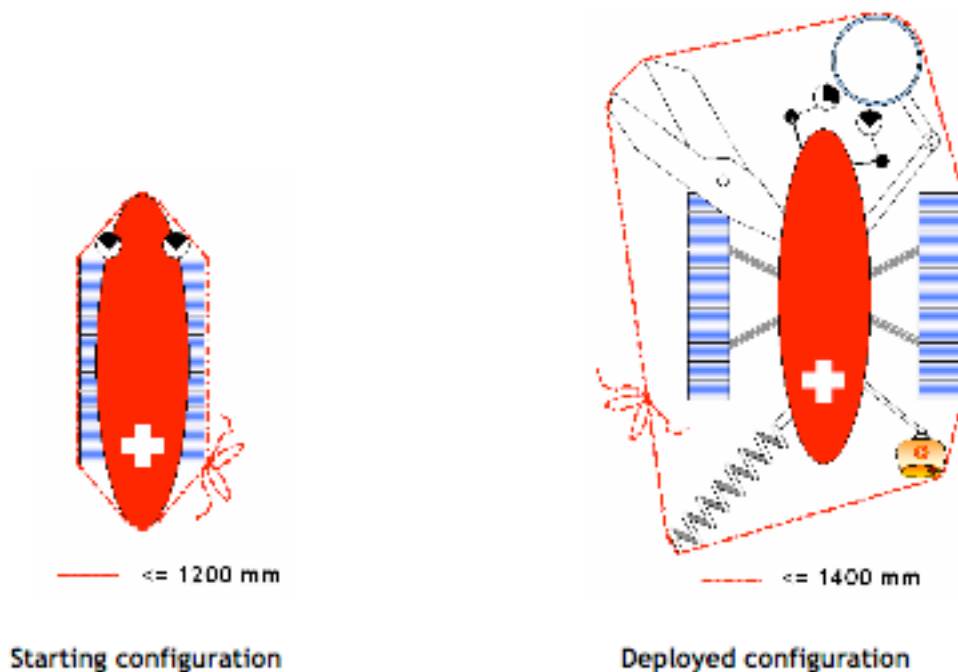 <= 1200 mm
<= 1400 mm
Starting configuration
Deployed configuration